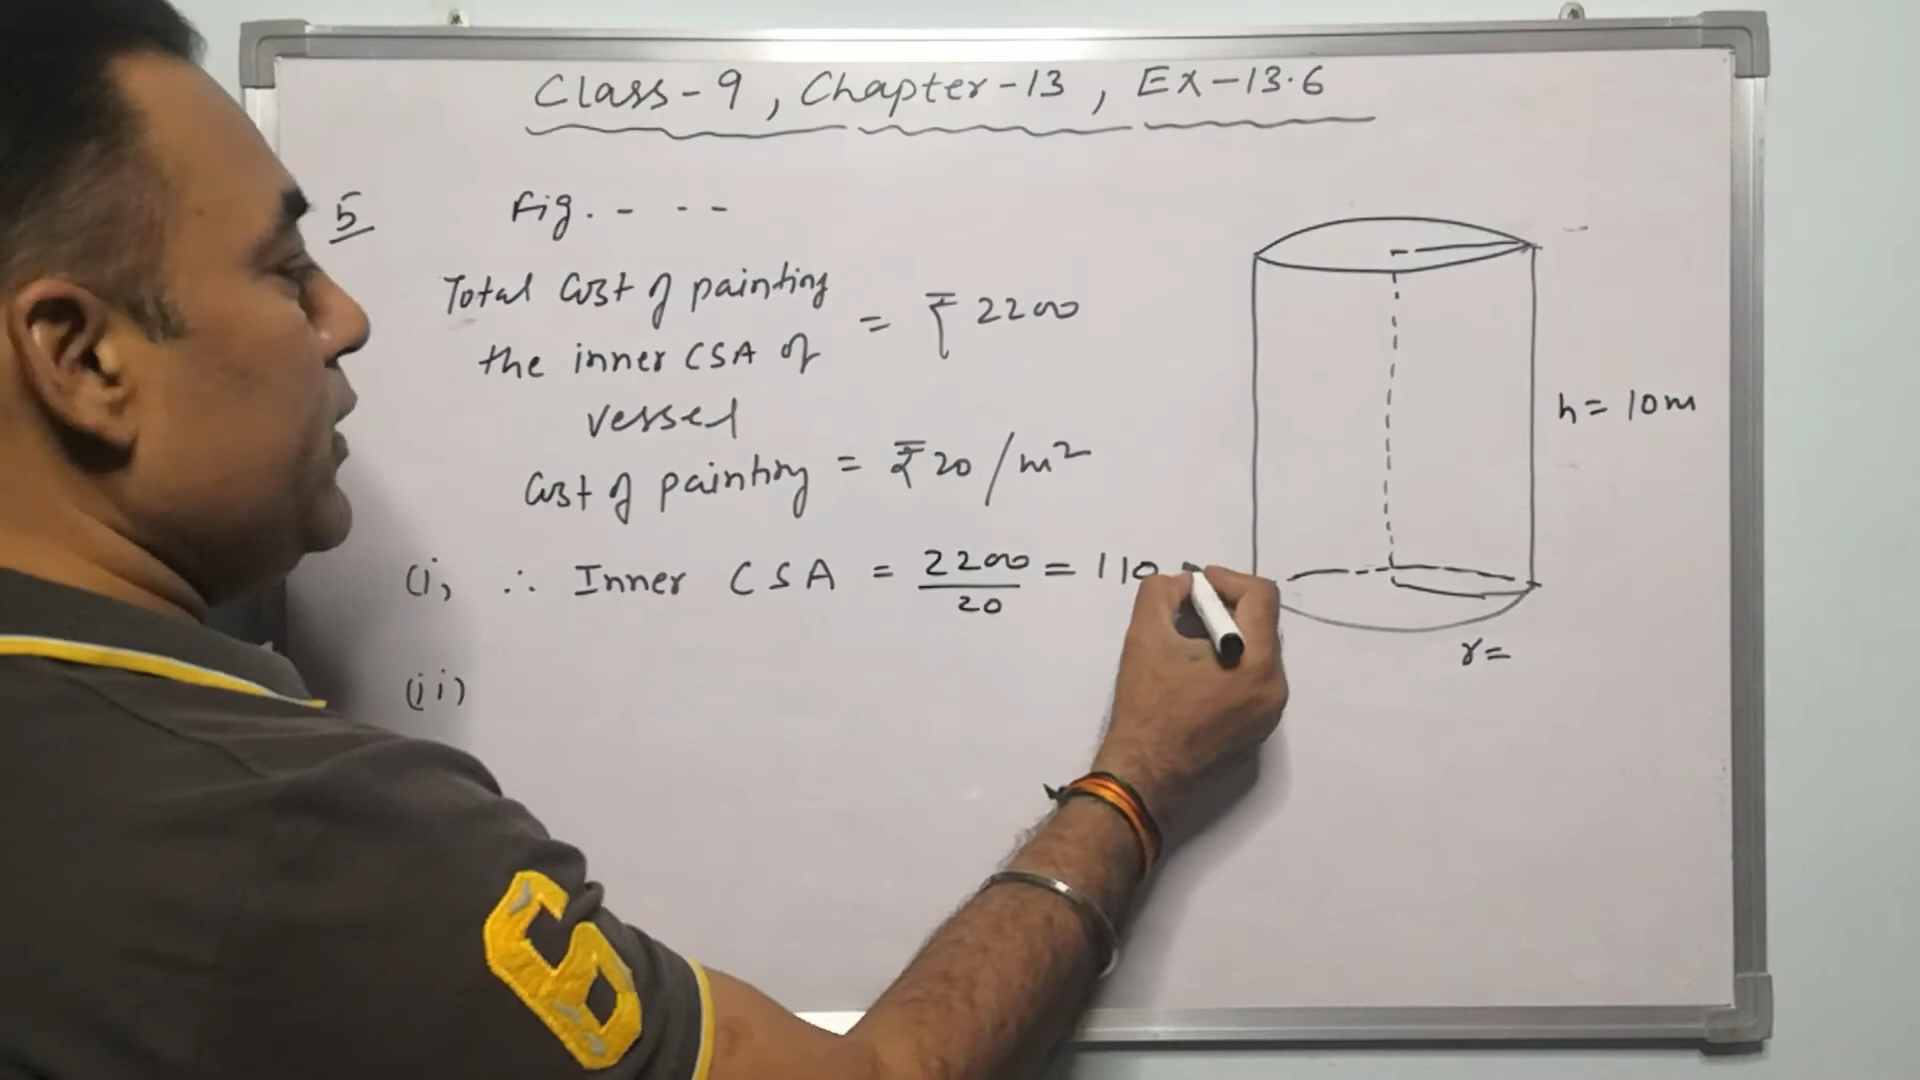 Class-9, Chapter-13, Ex-13.6
5 Fig. - - -
Total Cost of painting
the inner CSA of = ₹ 2200
vessel
Cost of painting = ₹ 20 / m²
(i) ∴ Inner CSA = 2200/20 = 110
(ii)
h = 10m
r =
6